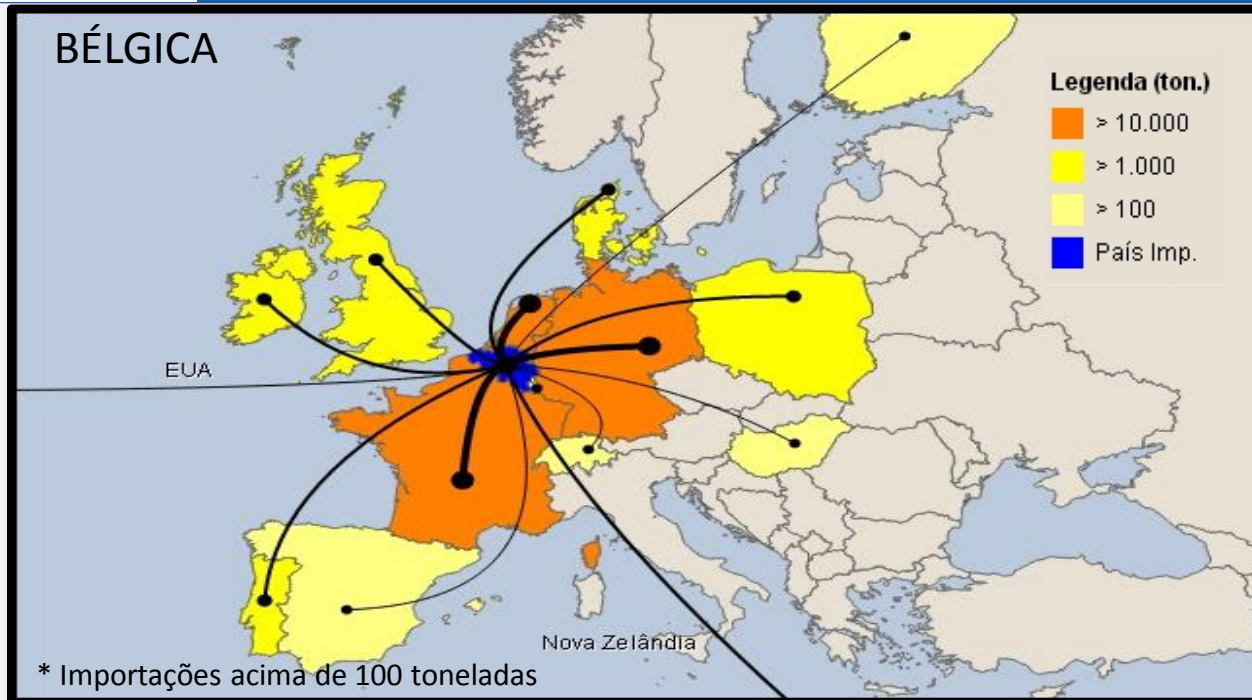 BÉLGICA
Legenda (ton.)
> 10.000
> 1.000
> 100
País Imp.
EUA
Nova Zelândia
* Importações acima de 100 toneladas